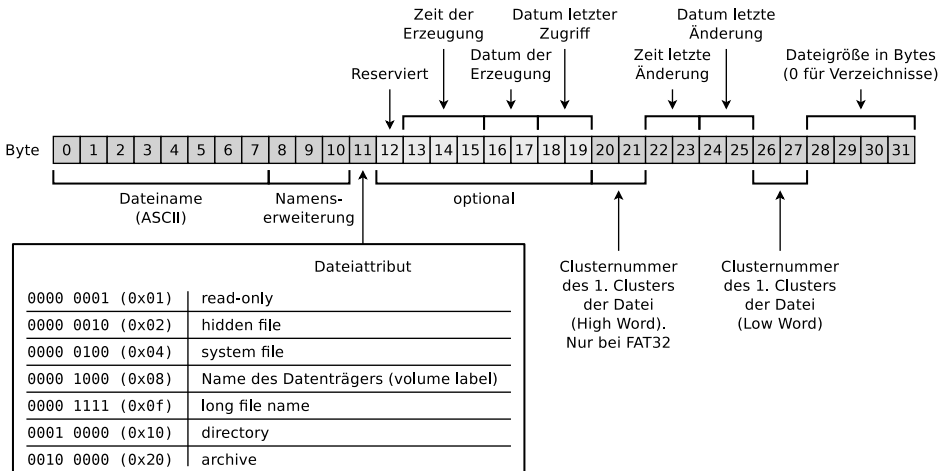 Zeit der
Erzeugung
Datum letzter
Zugriff
Datum letzte
Änderung
Reserviert
Datum der
Erzeugung
Zeit letzte
Änderung
Dateigröße in Bytes
(0 für Verzeichnisse)
Byte 0 1 2 3 4 5 6 7 8 9 10 11 12 13 14 15 16 17 18 19 20 21 22 23 24 25 26 27 28 29 30 31
Dateiname
(ASCII)
Namens-
erweiterung
optional
Clusternummer
des 1. Clusters
der Datei
(High Word).
Nur bei FAT32
Clusternummer
des 1. Clusters
der Datei
(Low Word)
Dateiattribut
0000 0001 (0x01) read-only
0000 0010 (0x02) hidden file
0000 0100 (0x04) system file
0000 1000 (0x08) Name des Datenträgers (volume label)
0000 1111 (0x0f) long file name
0001 0000 (0x10) directory
0010 0000 (0x20) archive